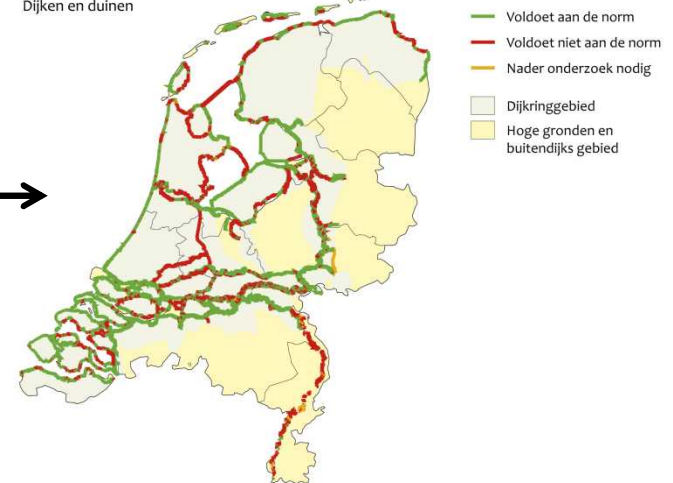 Dijken en duinen
Voldoet aan de norm
Voldoet niet aan de norm
Nader onderzoek nodig
Dijkringgebied
Hoge gronden en
buitendijks gebied